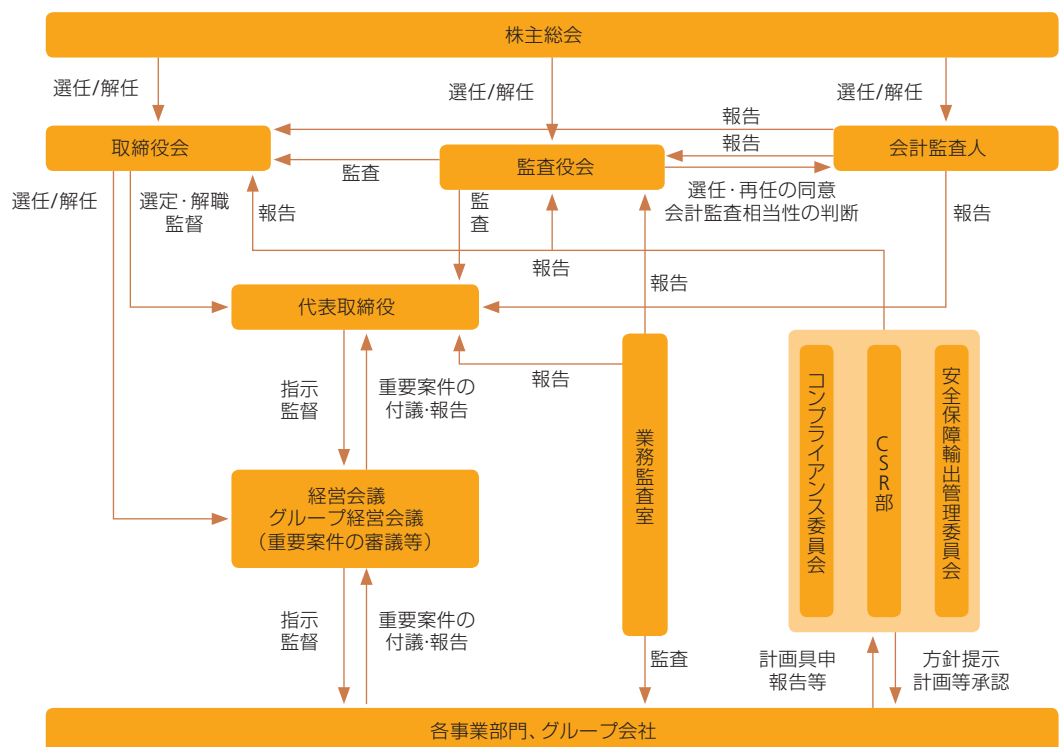 株主総会
選任/解任
選任/解任
選任/解任
報告
取締役会
監査役会
会計監査人
報告
監査
選任/解任
選定・解職
監督
報告
監査
選任・再任の同意
会計監査相当性の判断
報告
報告
報告
代表取締役
報告
指示
監督
重要案件の
付議・報告
業務監査室
コンプライアンス委員会
CSR部
安全保障輸出管理委員会
経営会議
グループ経営会議
（重要案件の審議等）
指示
監督
重要案件の
付議・報告
監査
計画具申
報告等
方針提示
計画等承認
各事業部門、グループ会社